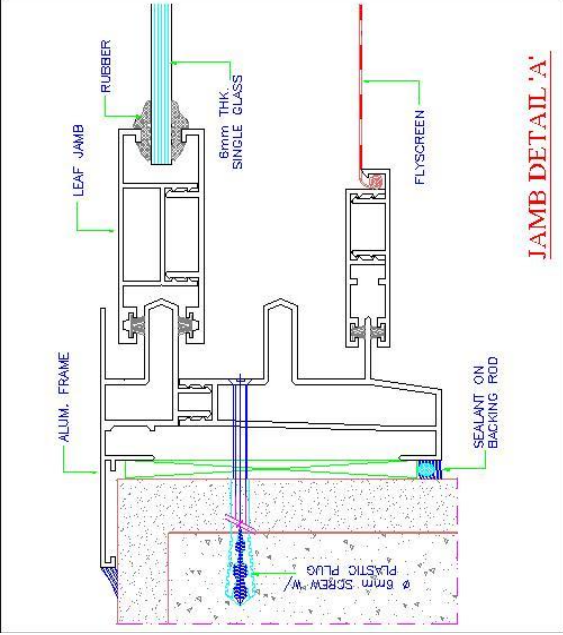 RUBBER
LEAF JAMB
6mm THK.
SINGLE GLASS
FLYSCREEN
JAMB DETAIL 'A'
ALUM. FRAME
SEALANT ON
BACKING ROD
Ø 6mm SCREW W/
PLASTIC PLUG